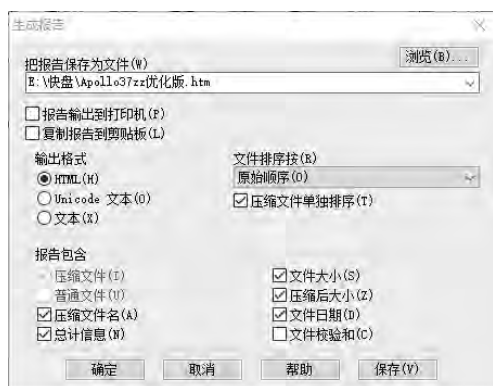 生成报告
把报告保存为文件(W)
浏览(B)...
E:\快盘\Apollo37zz优化版.htm
报告输出到打印机(P)
复制报告到剪贴板(L)
输出格式
HTML(H)
Unicode 文本(O)
文本(X)
文件排序按(R)
原始顺序(O)
压缩文件单独排序(T)
报告包含
压缩文件(I)
普通文件(U)
压缩文件名(A)
总计信息(N)
文件大小(S)
压缩后大小(Z)
文件日期(D)
文件校验和(C)
确定
取消
帮助
保存(V)